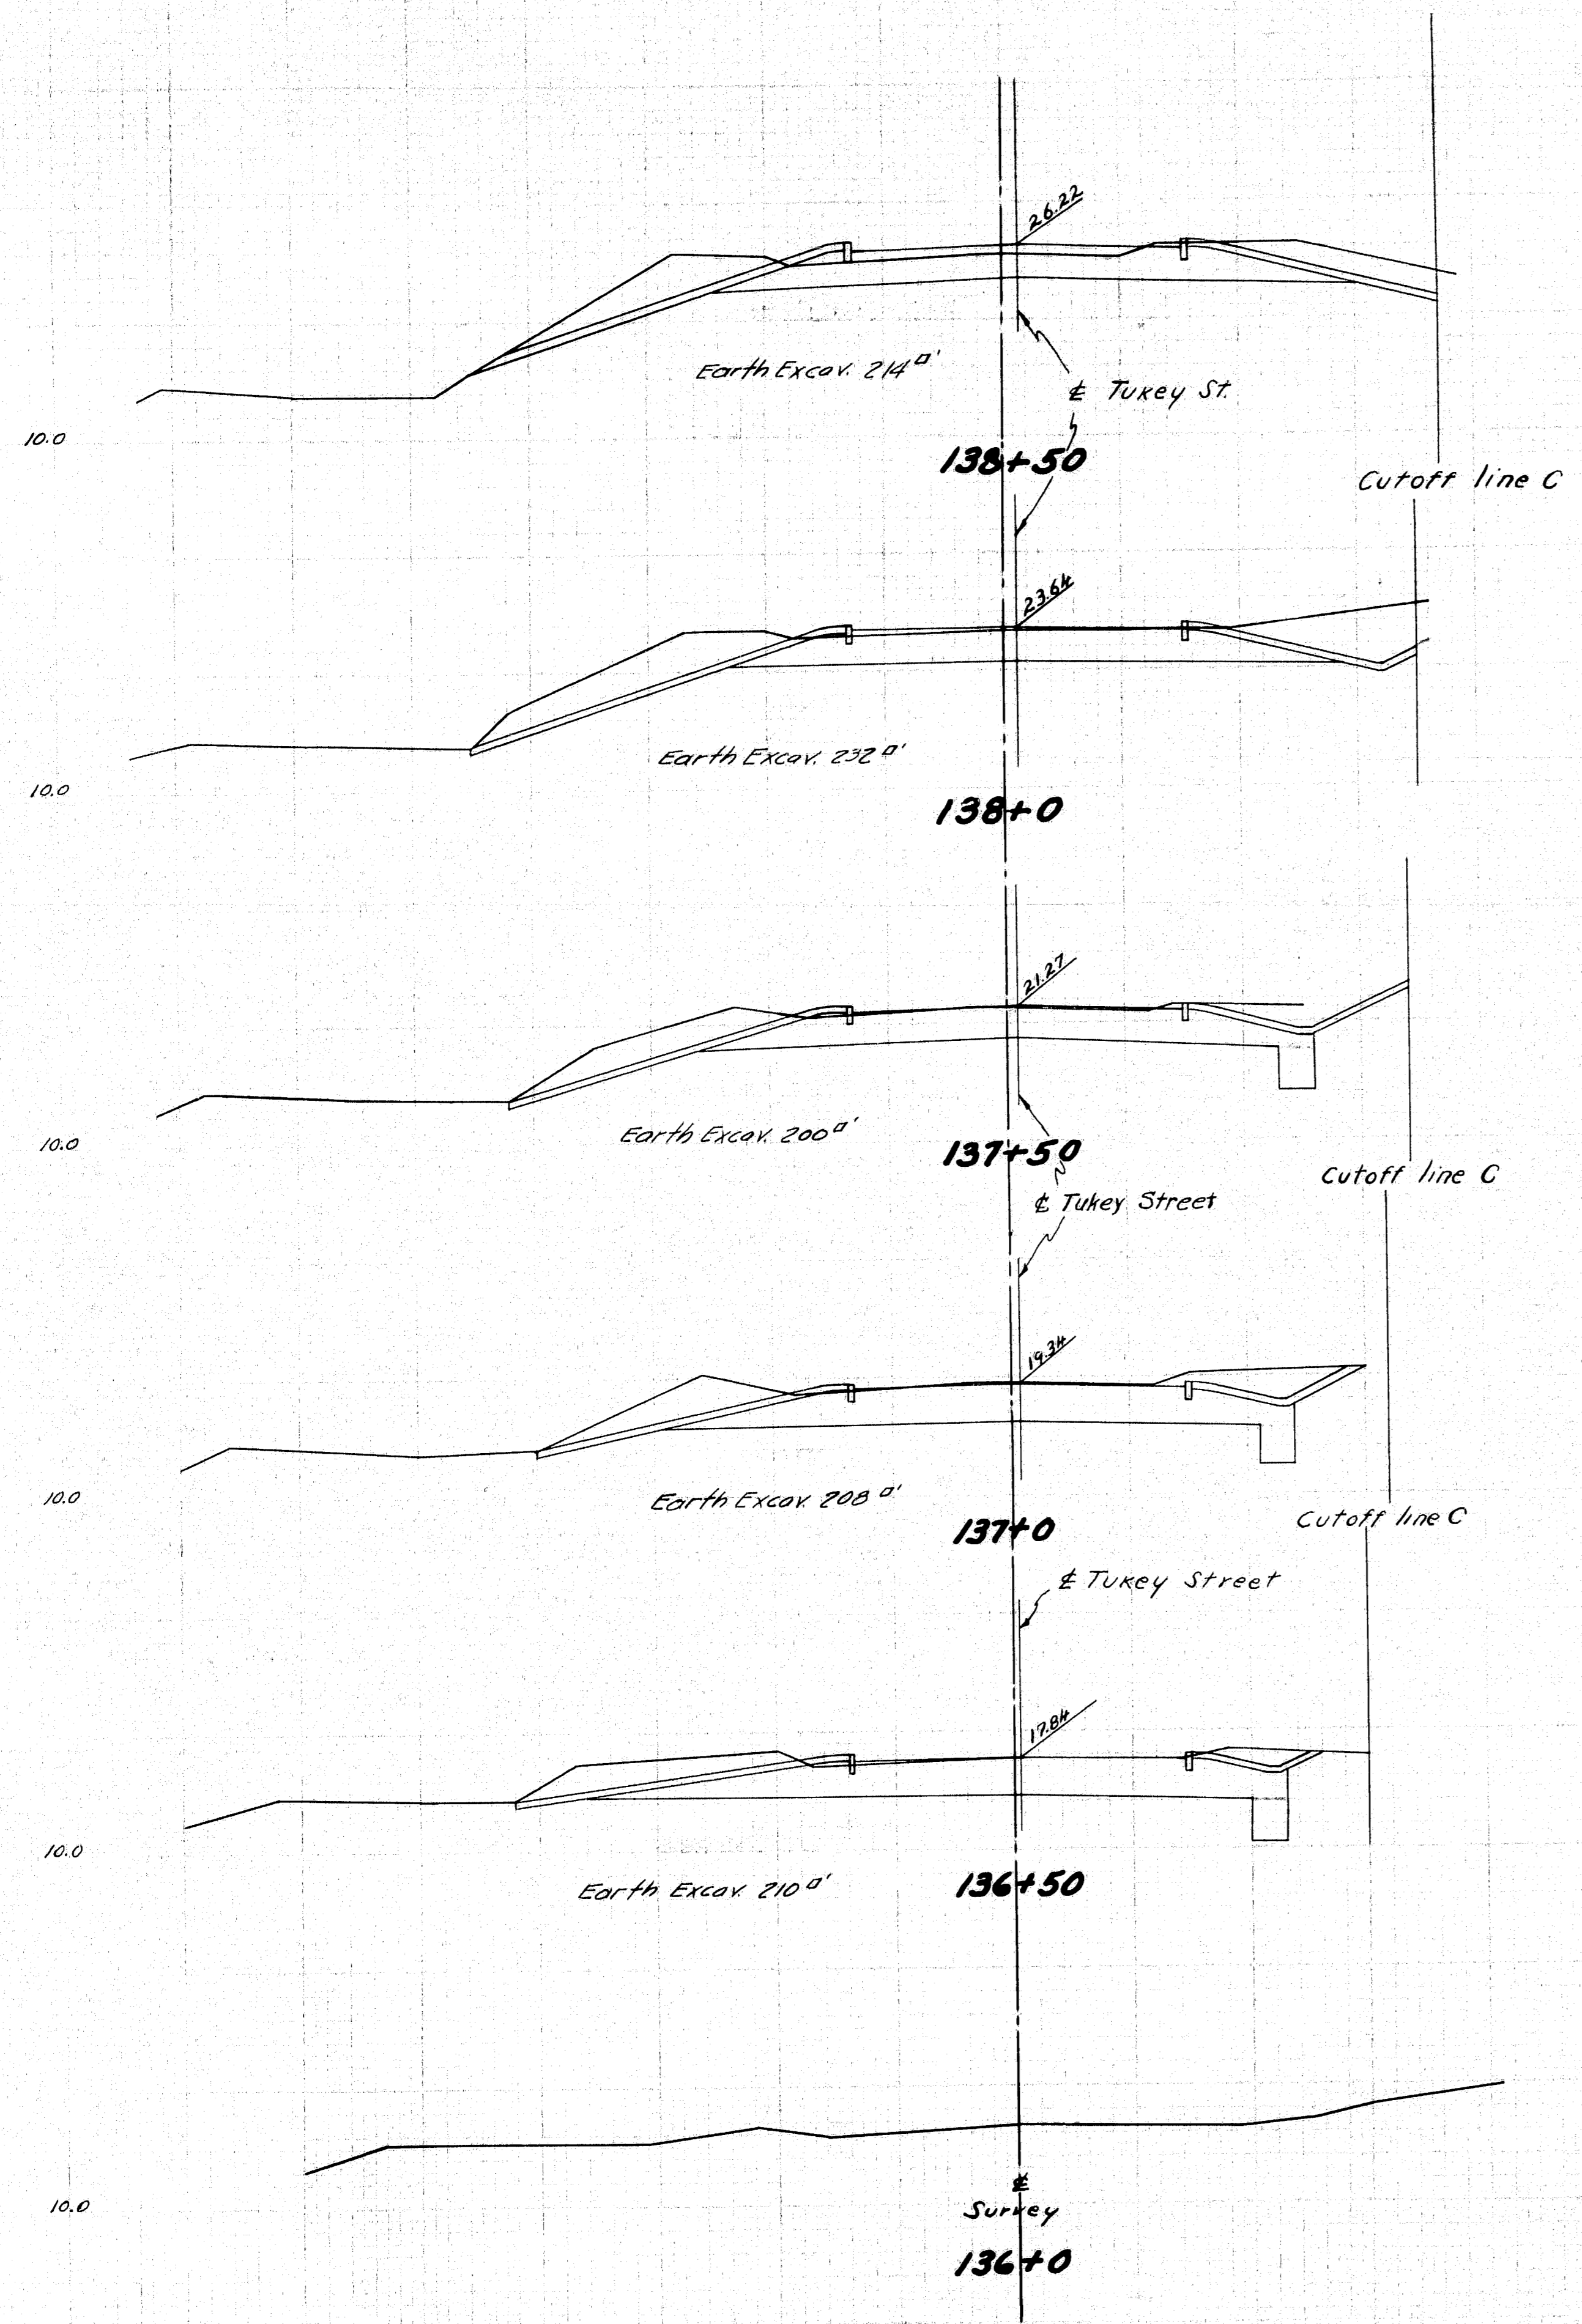 26.22
Earth Excav. 214□'
℄ Tukey St.
10.0
138+50
Cutoff line C
23.64
Earth Excav. 232□'
10.0
138+0
21.27
Earth Excav. 200□'
10.0
137+50
Cutoff line C
℄ Tukey Street
19.34
Earth Excav. 208□'
10.0
137+0
Cutoff line C
℄ Tukey Street
17.84
10.0
Earth Excav. 210□'
136+50
10.0
℄
Survey
136+0